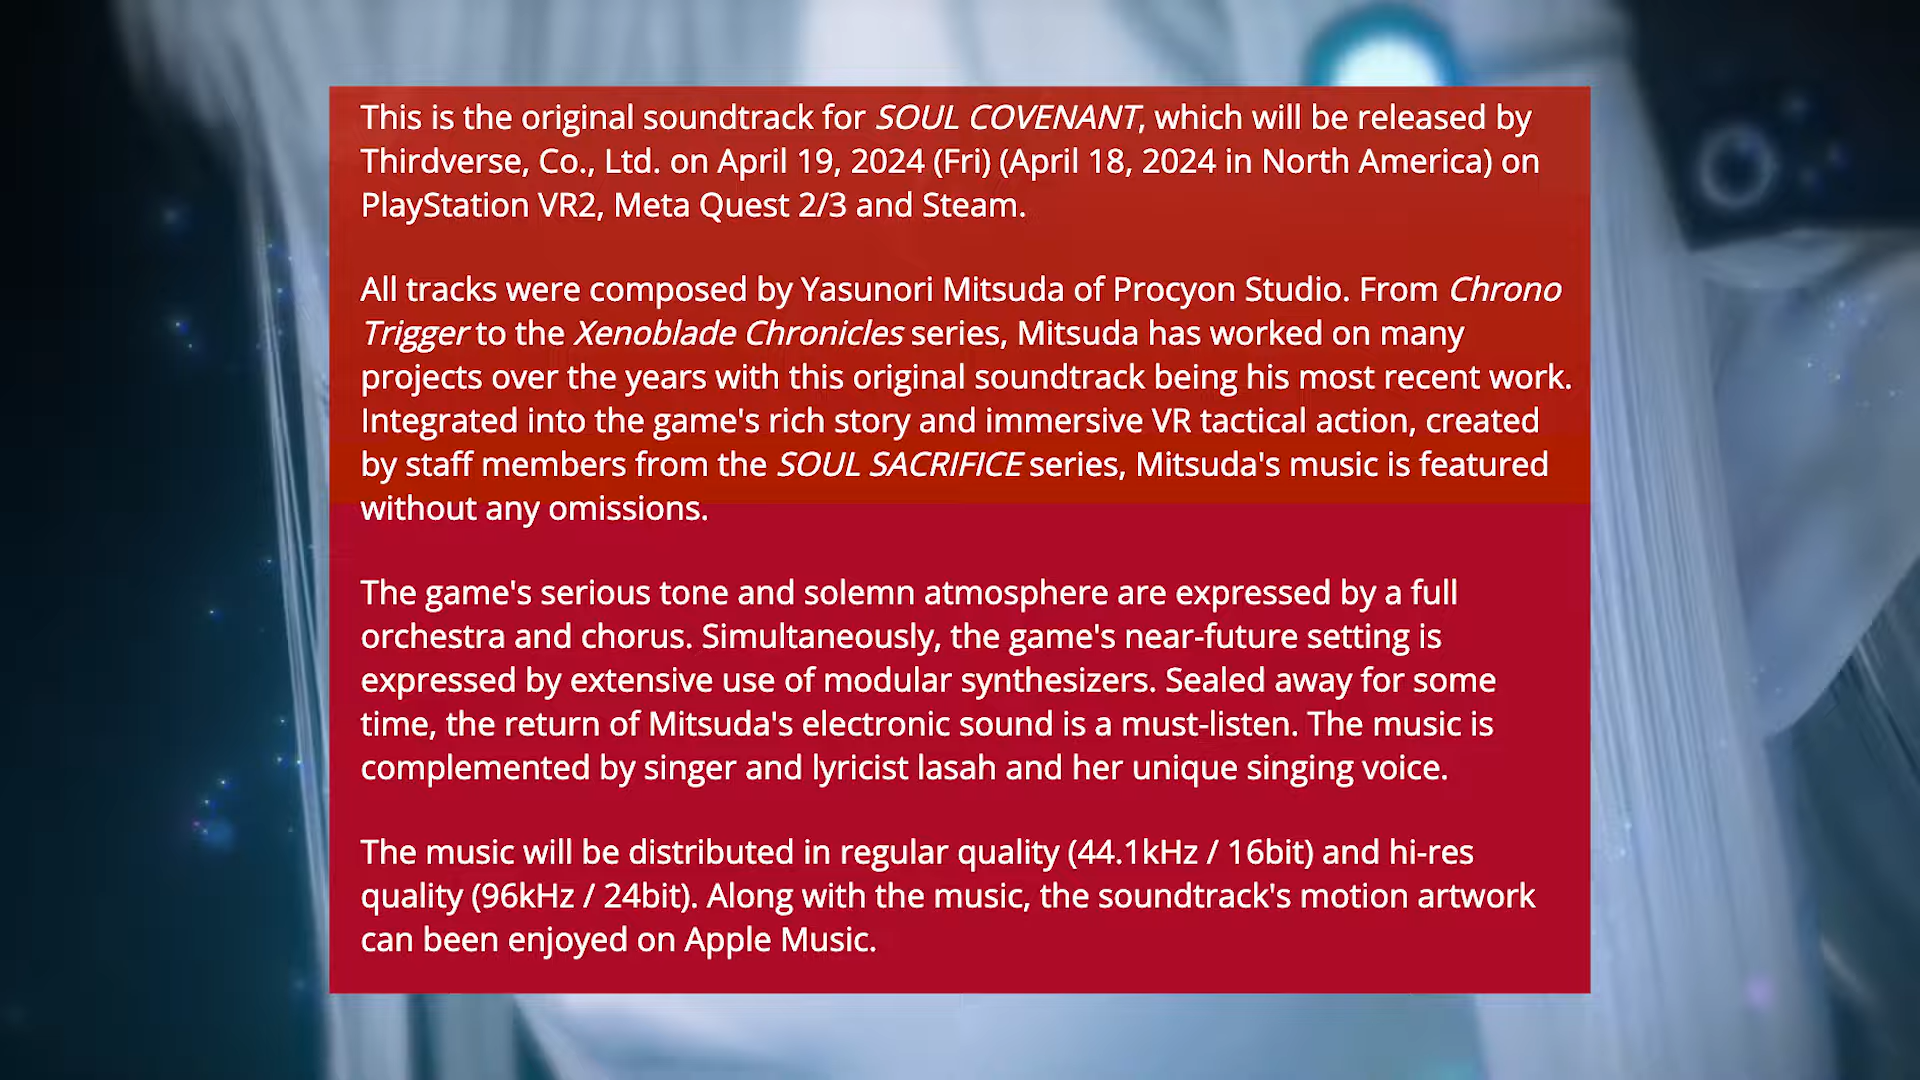 This is the original soundtrack for SOUL COVENANT, which will be released by
Thirdverse, Co., Ltd. on April 19, 2024 (Fri) (April 18, 2024 in North America) on
PlayStation VR2, Meta Quest 2/3 and Steam.
All tracks were composed by Yasunori Mitsuda of Procyon Studio. From Chrono
Trigger to the Xenoblade Chronicles series, Mitsuda has worked on many
projects over the years with this original soundtrack being his most recent work.
Integrated into the game's rich story and immersive VR tactical action, created
by staff members from the SOUL SACRIFICE series, Mitsuda's music is featured
without any omissions.
The game's serious tone and solemn atmosphere are expressed by a full
orchestra and chorus. Simultaneously, the game's near-future setting is
expressed by extensive use of modular synthesizers. Sealed away for some
time, the return of Mitsuda's electronic sound is a must-listen. The music is
complemented by singer and lyricist lasah and her unique singing voice.
The music will be distributed in regular quality (44.1kHz / 16bit) and hi-res
quality (96kHz / 24bit). Along with the music, the soundtrack's motion artwork
can been enjoyed on Apple Music.